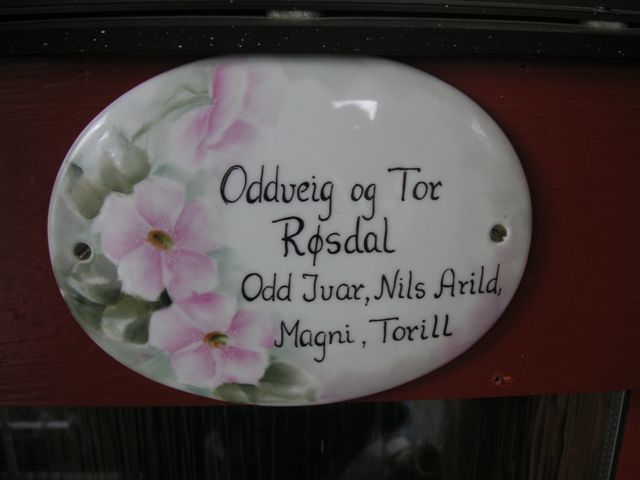 Oddveig og Tor
Røsdal
Odd Ivar, Nils Arild,
Magni, Torill